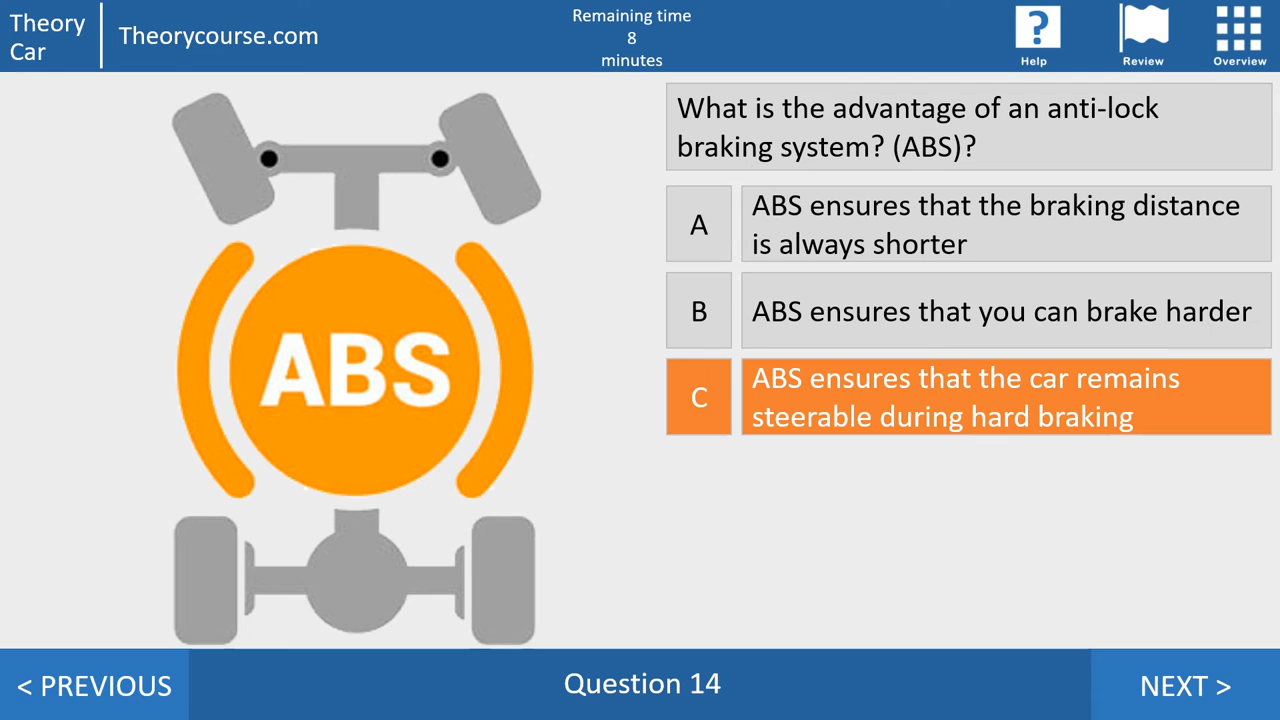 Theory
Car
Theorycourse.com
Remaining time
8
minutes
Help
Review
Overview
What is the advantage of an anti-lock
braking system? (ABS)?
A
ABS ensures that the braking distance
is always shorter
B
ABS ensures that you can brake harder
C
ABS ensures that the car remains
steerable during hard braking
ABS
< PREVIOUS
Question 14
NEXT >